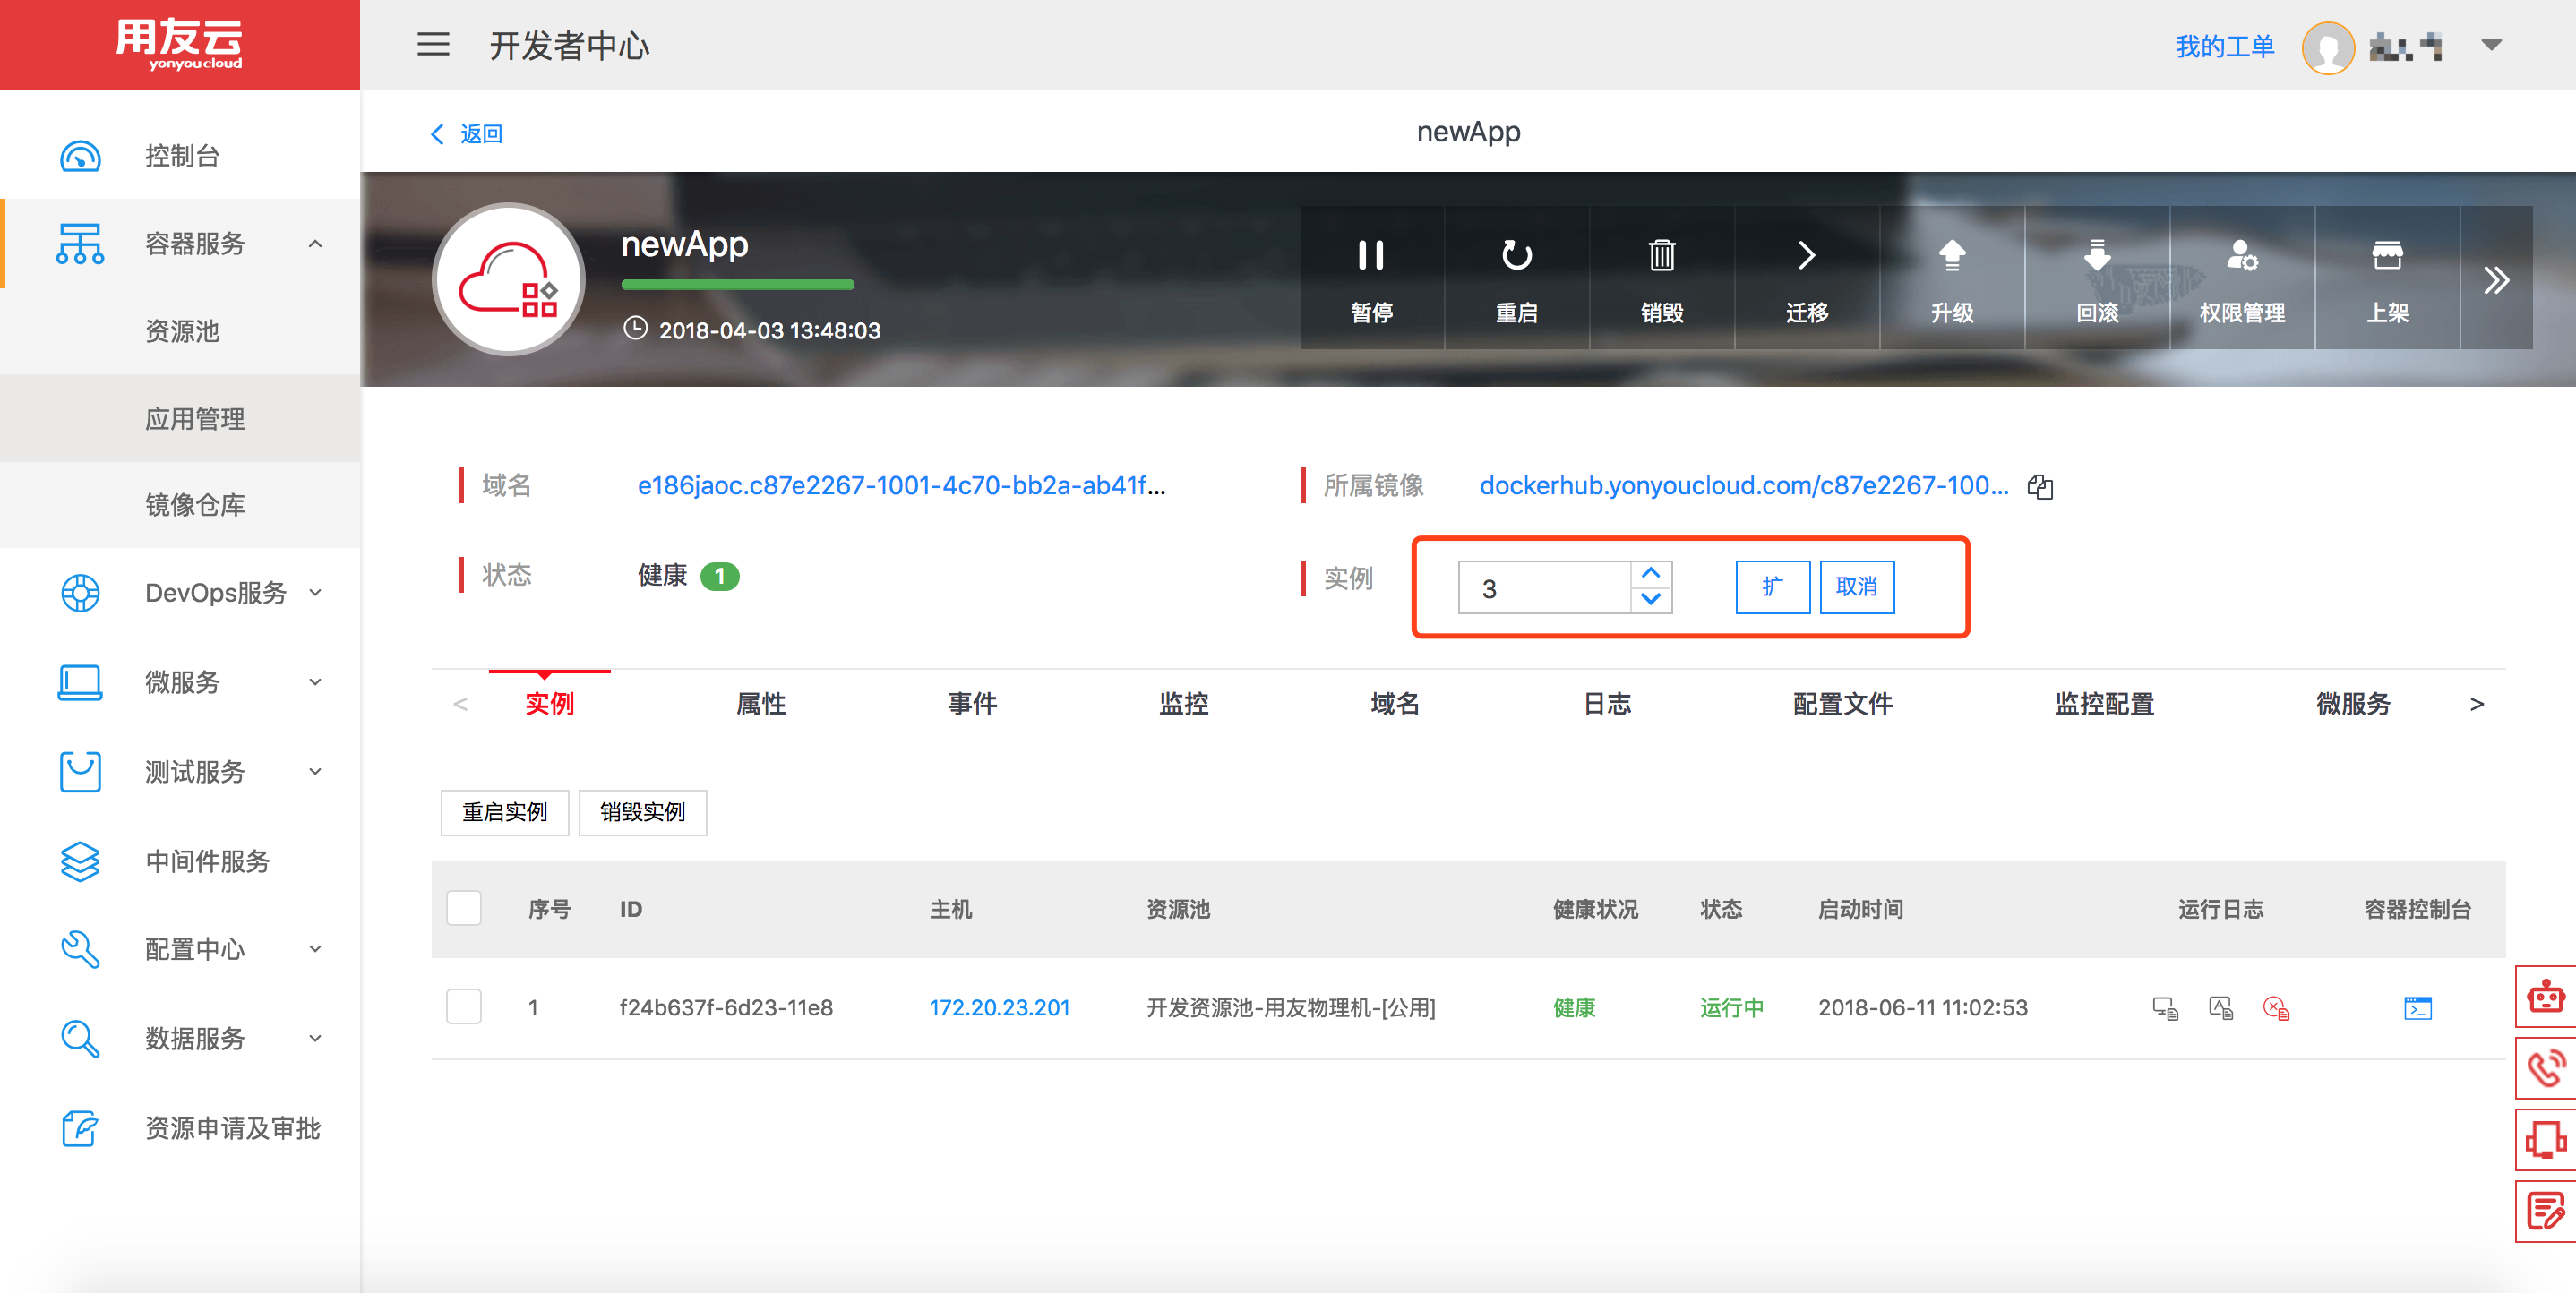 用友云
yonyou cloud
开发者中心
我的工单
返回
newApp
控制台
容器服务
资源池
应用管理
镜像仓库
DevOps服务
微服务
测试服务
中间件服务
配置中心
数据服务
资源申请及审批
newApp
2018-04-03 13:48:03
暂停
重启
销毁
迁移
升级
回滚
权限管理
上架
域名
e186jaoc.c87e2267-1001-4c70-bb2a-ab41f...
所属镜像
dockerhub.yonyoucloud.com/c87e2267-100...
状态
健康 1
实例
3
扩
取消
< 实例 属性 事件 监控 域名 日志 配置文件 监控配置 微服务 >
重启实例 销毁实例
序号 ID 主机 资源池 健康状况 状态 启动时间 运行日志 容器控制台
1 f24b637f-6d23-11e8 172.20.23.201 开发资源池-用友物理机-[公用] 健康 运行中 2018-06-11 11:02:53